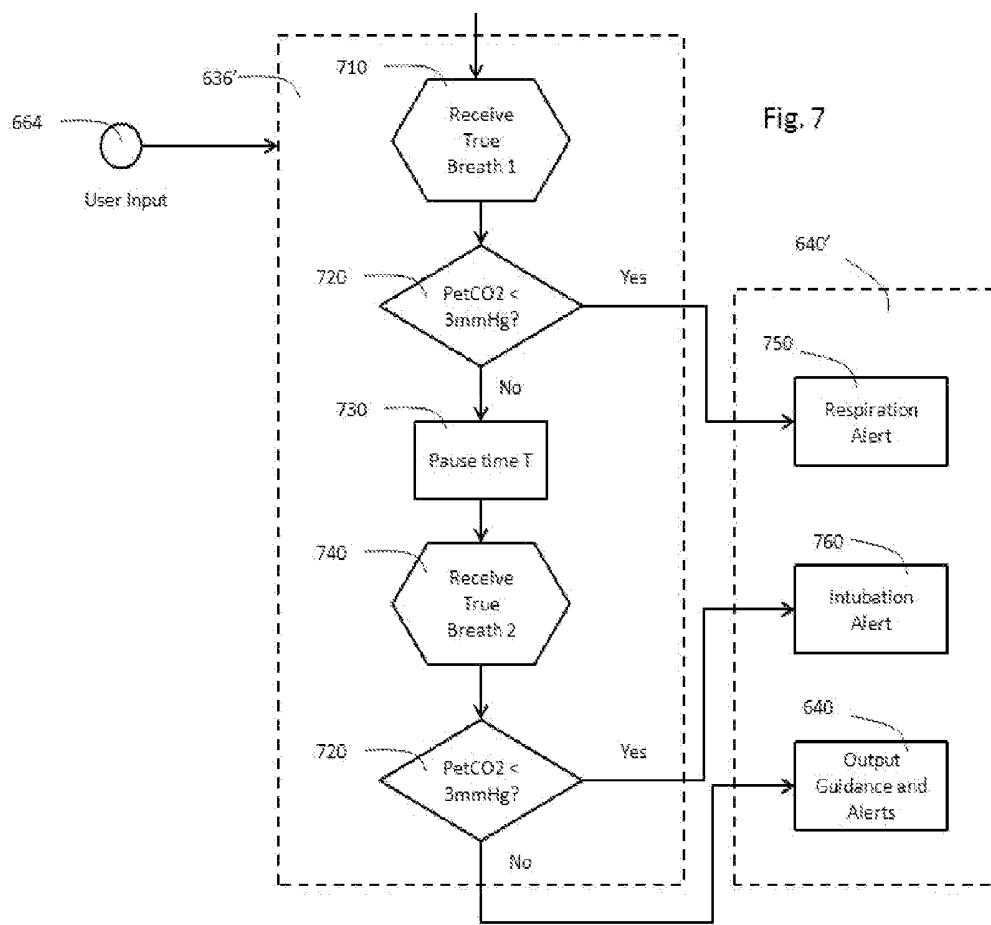 710
636'
664
Receive
True
Breath 1
Fig. 7
User Input
640'
720
PetCO2 <
3mmHg?
Yes
750
No
730
Respiration
Alert
Pause time T
740
760
Receive
True
Breath 2
Intubation
Alert
640
720
PetCO2 <
3mmHg?
Yes
Output
Guidance and
Alerts
No